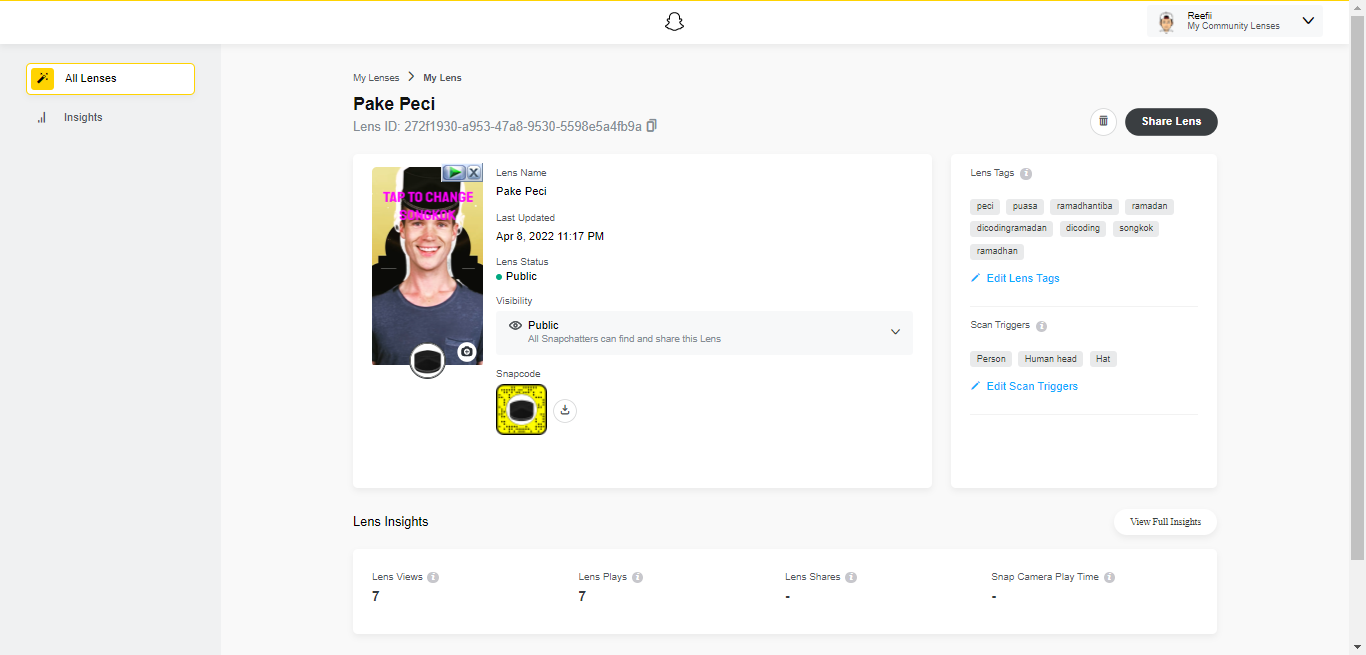 Reefii
My Community Lenses
All Lenses
Insights
My Lenses > My Lens
Pake Peci
Lens ID: 272f1930-a953-47a8-9530-5598e5a4fb9a
Share Lens
TAP TO CHANGE
SONGKOK
Lens Name
Pake Peci
Last Updated
Apr 8, 2022 11:17 PM
Lens Status
Public
Visibility
Public
All Snapchatters can find and share this Lens
Snapcode
Lens Tags
peci puasa ramadhantiba ramadan
dicodingramadan dicoding songkok
ramadhan
Edit Lens Tags
Scan Triggers
Person Human head Hat
Edit Scan Triggers
Lens Insights
View Full Insights
Lens Views Lens Plays Lens Shares Snap Camera Play Time
7 7 - -